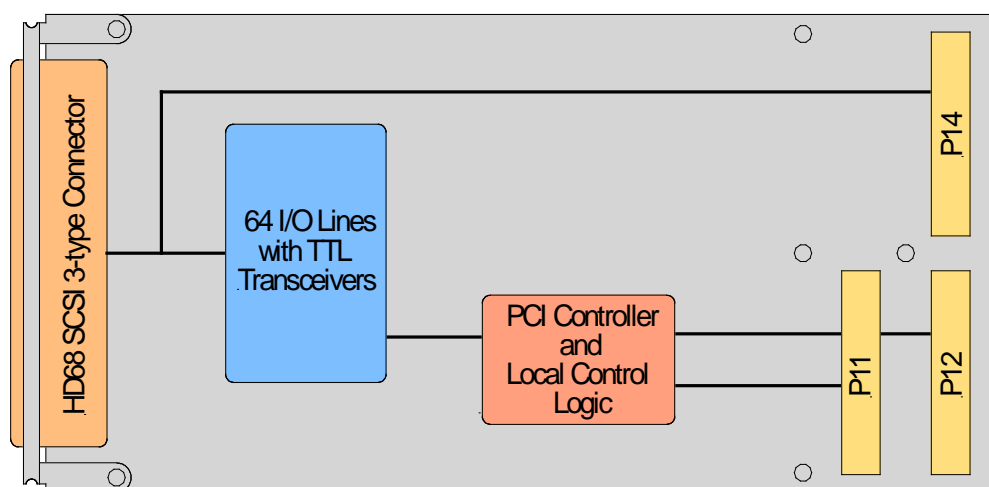 HD68 SCSI 3-type Connector
64 I/O Lines
with TTL
Transceivers
PCI Controller
and
Local Control
Logic
P14
P11
P12